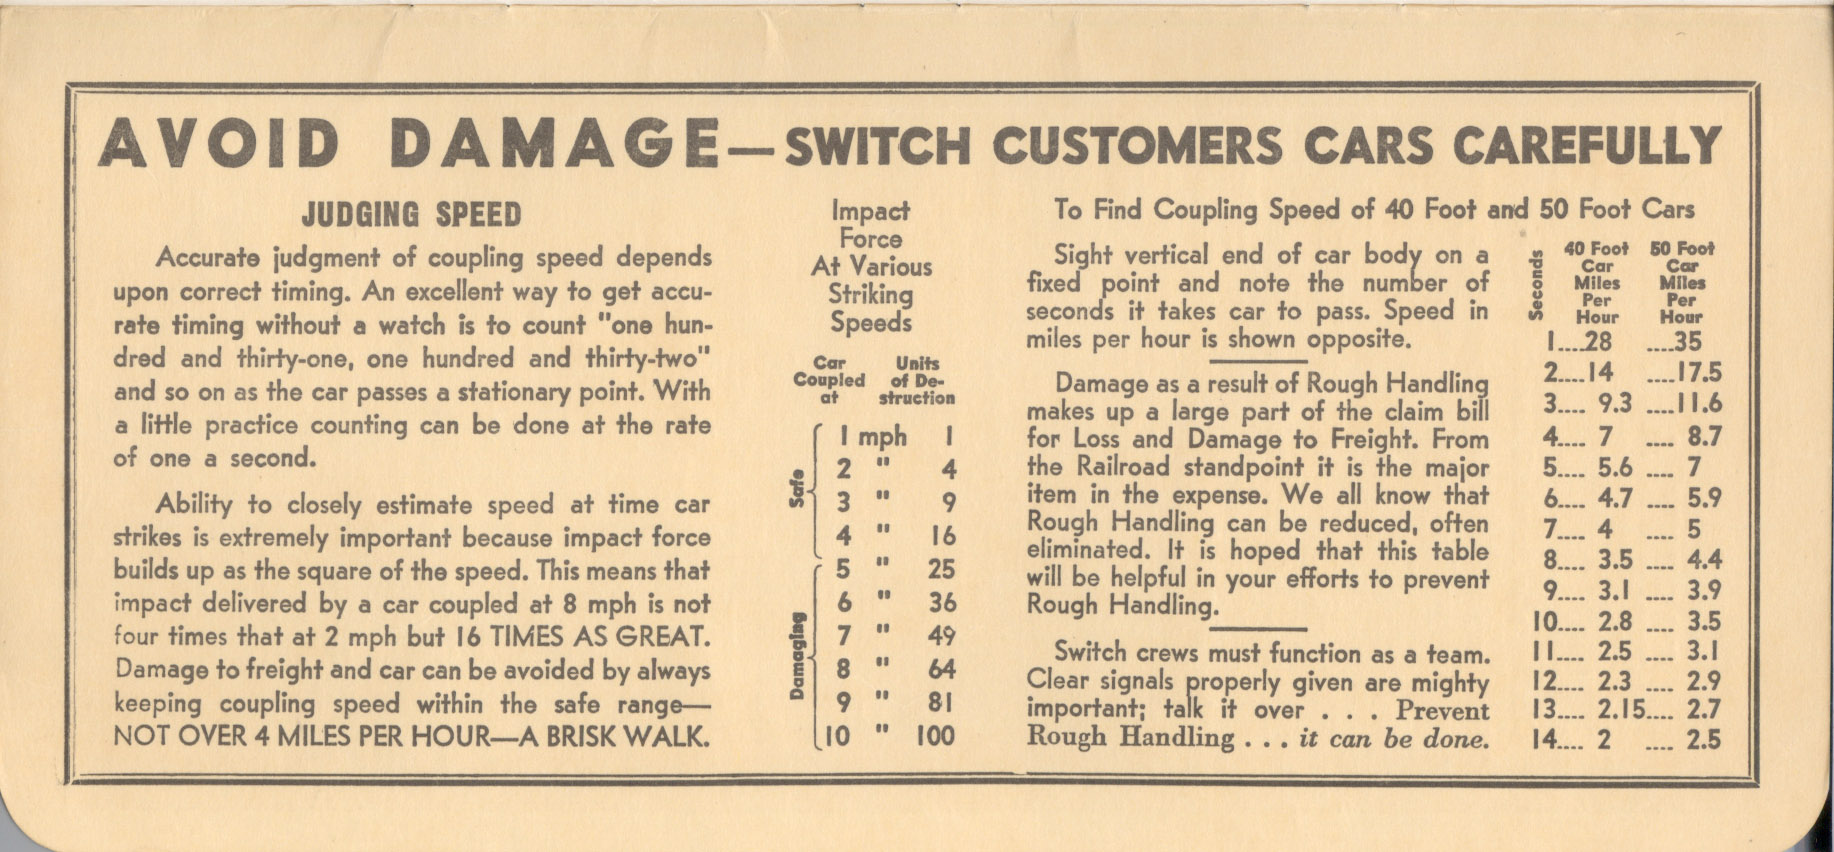 AVOID DAMAGE—SWITCH CUSTOMERS CARS CAREFULLY
JUDGING SPEED
Accurate judgment of coupling speed depends
upon correct timing. An excellent way to get accu-
rate timing without a watch is to count "one hun-
dred and thirty-one, one hundred and thirty-two"
and so on as the car passes a stationary point. With
a little practice counting can be done at the rate
of one a second.
Ability to closely estimate speed at time car
strikes is extremely important because impact force
builds up as the square of the speed. This means that
impact delivered by a car coupled at 8 mph is not
four times that at 2 mph but 16 TIMES AS GREAT.
Damage to freight and car can be avoided by always
keeping coupling speed within the safe range—
NOT OVER 4 MILES PER HOUR—A BRISK WALK.
Impact
Force
At Various
Striking
Speeds
Car Units
Coupled of De-
at struction
Safe
1 mph 1
2 " 4
3 " 9
4 " 16
Damaging
5 " 25
6 " 36
7 " 49
8 " 64
9 " 81
10 " 100
To Find Coupling Speed of 40 Foot and 50 Foot Cars
Sight vertical end of car body on a
fixed point and note the number of
seconds it takes car to pass. Speed in
miles per hour is shown opposite.
Damage as a result of Rough Handling
makes up a large part of the claim bill
for Loss and Damage to Freight. From
the Railroad standpoint it is the major
item in the expense. We all know that
Rough Handling can be reduced, often
eliminated. It is hoped that this table
will be helpful in your efforts to prevent
Rough Handling.
Switch crews must function as a team.
Clear signals properly given are mighty
important; talk it over . . . Prevent
Rough Handling . . . it can be done.
Seconds
40 Foot 50 Foot
Car Car
Miles Miles
Per Per
Hour Hour
1....28 ....35
2....14 ....17.5
3.... 9.3 ....11.6
4.... 7 .... 8.7
5.... 5.6 .... 7
6.... 4.7 .... 5.9
7.... 4 .... 5
8.... 3.5 .... 4.4
9.... 3.1 .... 3.9
10.... 2.8 .... 3.5
11.... 2.5 .... 3.1
12.... 2.3 .... 2.9
13.... 2.15.... 2.7
14.... 2 .... 2.5